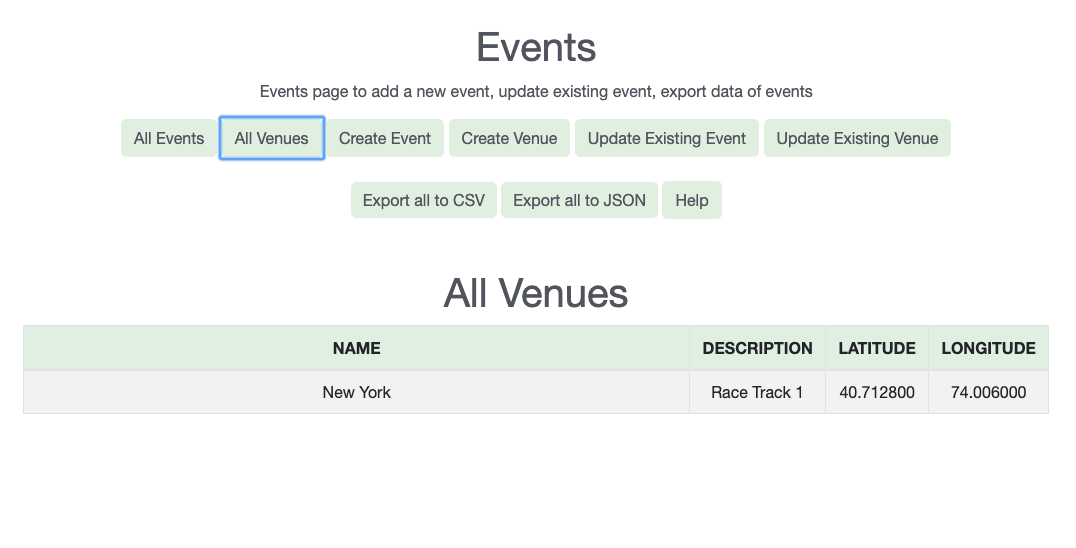 Events
Events page to add a new event, update existing event, export data of events
All Events All Venues Create Event Create Venue Update Existing Event Update Existing Venue
Export all to CSV Export all to JSON Help
All Venues
NAME DESCRIPTION LATITUDE LONGITUDE
New York Race Track 1 40.712800 74.006000